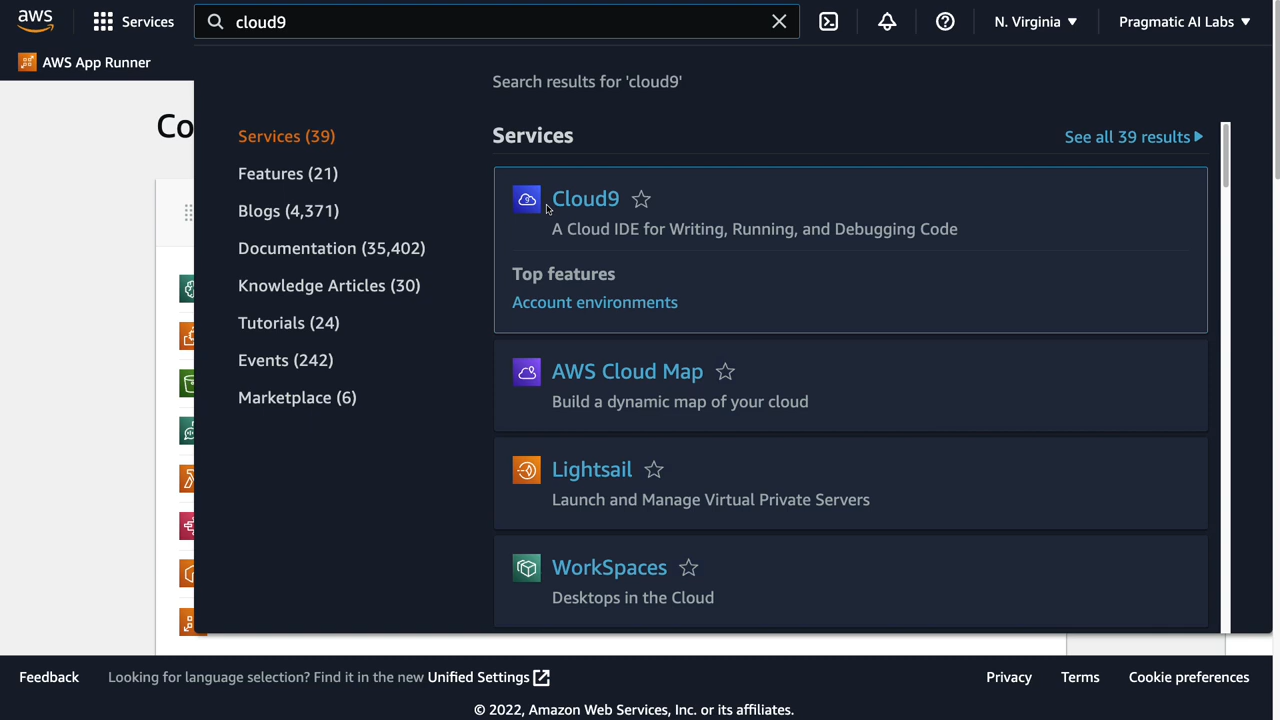 aws
Services
cloud9
N. Virginia
Pragmatic AI Labs
AWS App Runner
Search results for 'cloud9'
Co
Services (39)
Features (21)
Blogs (4,371)
Documentation (35,402)
Knowledge Articles (30)
Tutorials (24)
Events (242)
Marketplace (6)
Services
See all 39 results
Cloud9
A Cloud IDE for Writing, Running, and Debugging Code
Top features
Account environments
AWS Cloud Map
Build a dynamic map of your cloud
Lightsail
Launch and Manage Virtual Private Servers
WorkSpaces
Desktops in the Cloud
Feedback
Looking for language selection? Find it in the new Unified Settings
Privacy
Terms
Cookie preferences
© 2022, Amazon Web Services, Inc. or its affiliates.